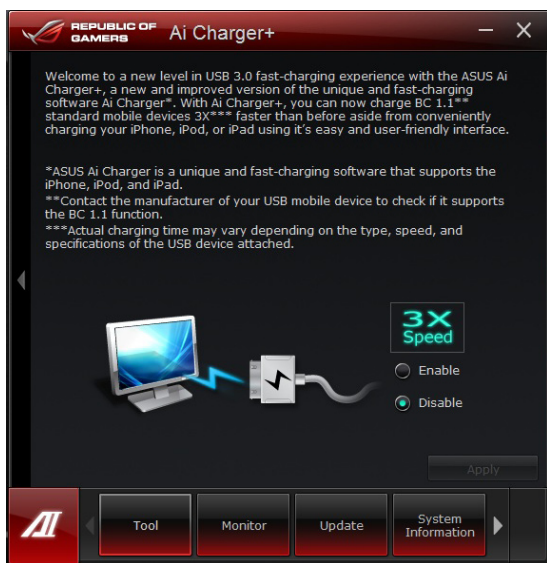 REPUBLIC OF
GAMERS
Ai Charger+
Welcome to a new level in USB 3.0 fast-charging experience with the ASUS Ai
Charger+, a new and improved version of the unique and fast-charging
software Ai Charger*. With Ai Charger+, you can now charge BC 1.1**
standard mobile devices 3X*** faster than before aside from conveniently
charging your iPhone, iPod, or iPad using it's easy and user-friendly interface.
*ASUS Ai Charger is a unique and fast-charging software that supports the
iPhone, iPod, and iPad.
**Contact the manufacturer of your USB mobile device to check if it supports
the BC 1.1 function.
***Actual charging time may vary depending on the type, speed, and
specifications of the USB device attached.
3X
Speed
Enable
Disable
Apply
AI
Tool
Monitor
Update
System
Information